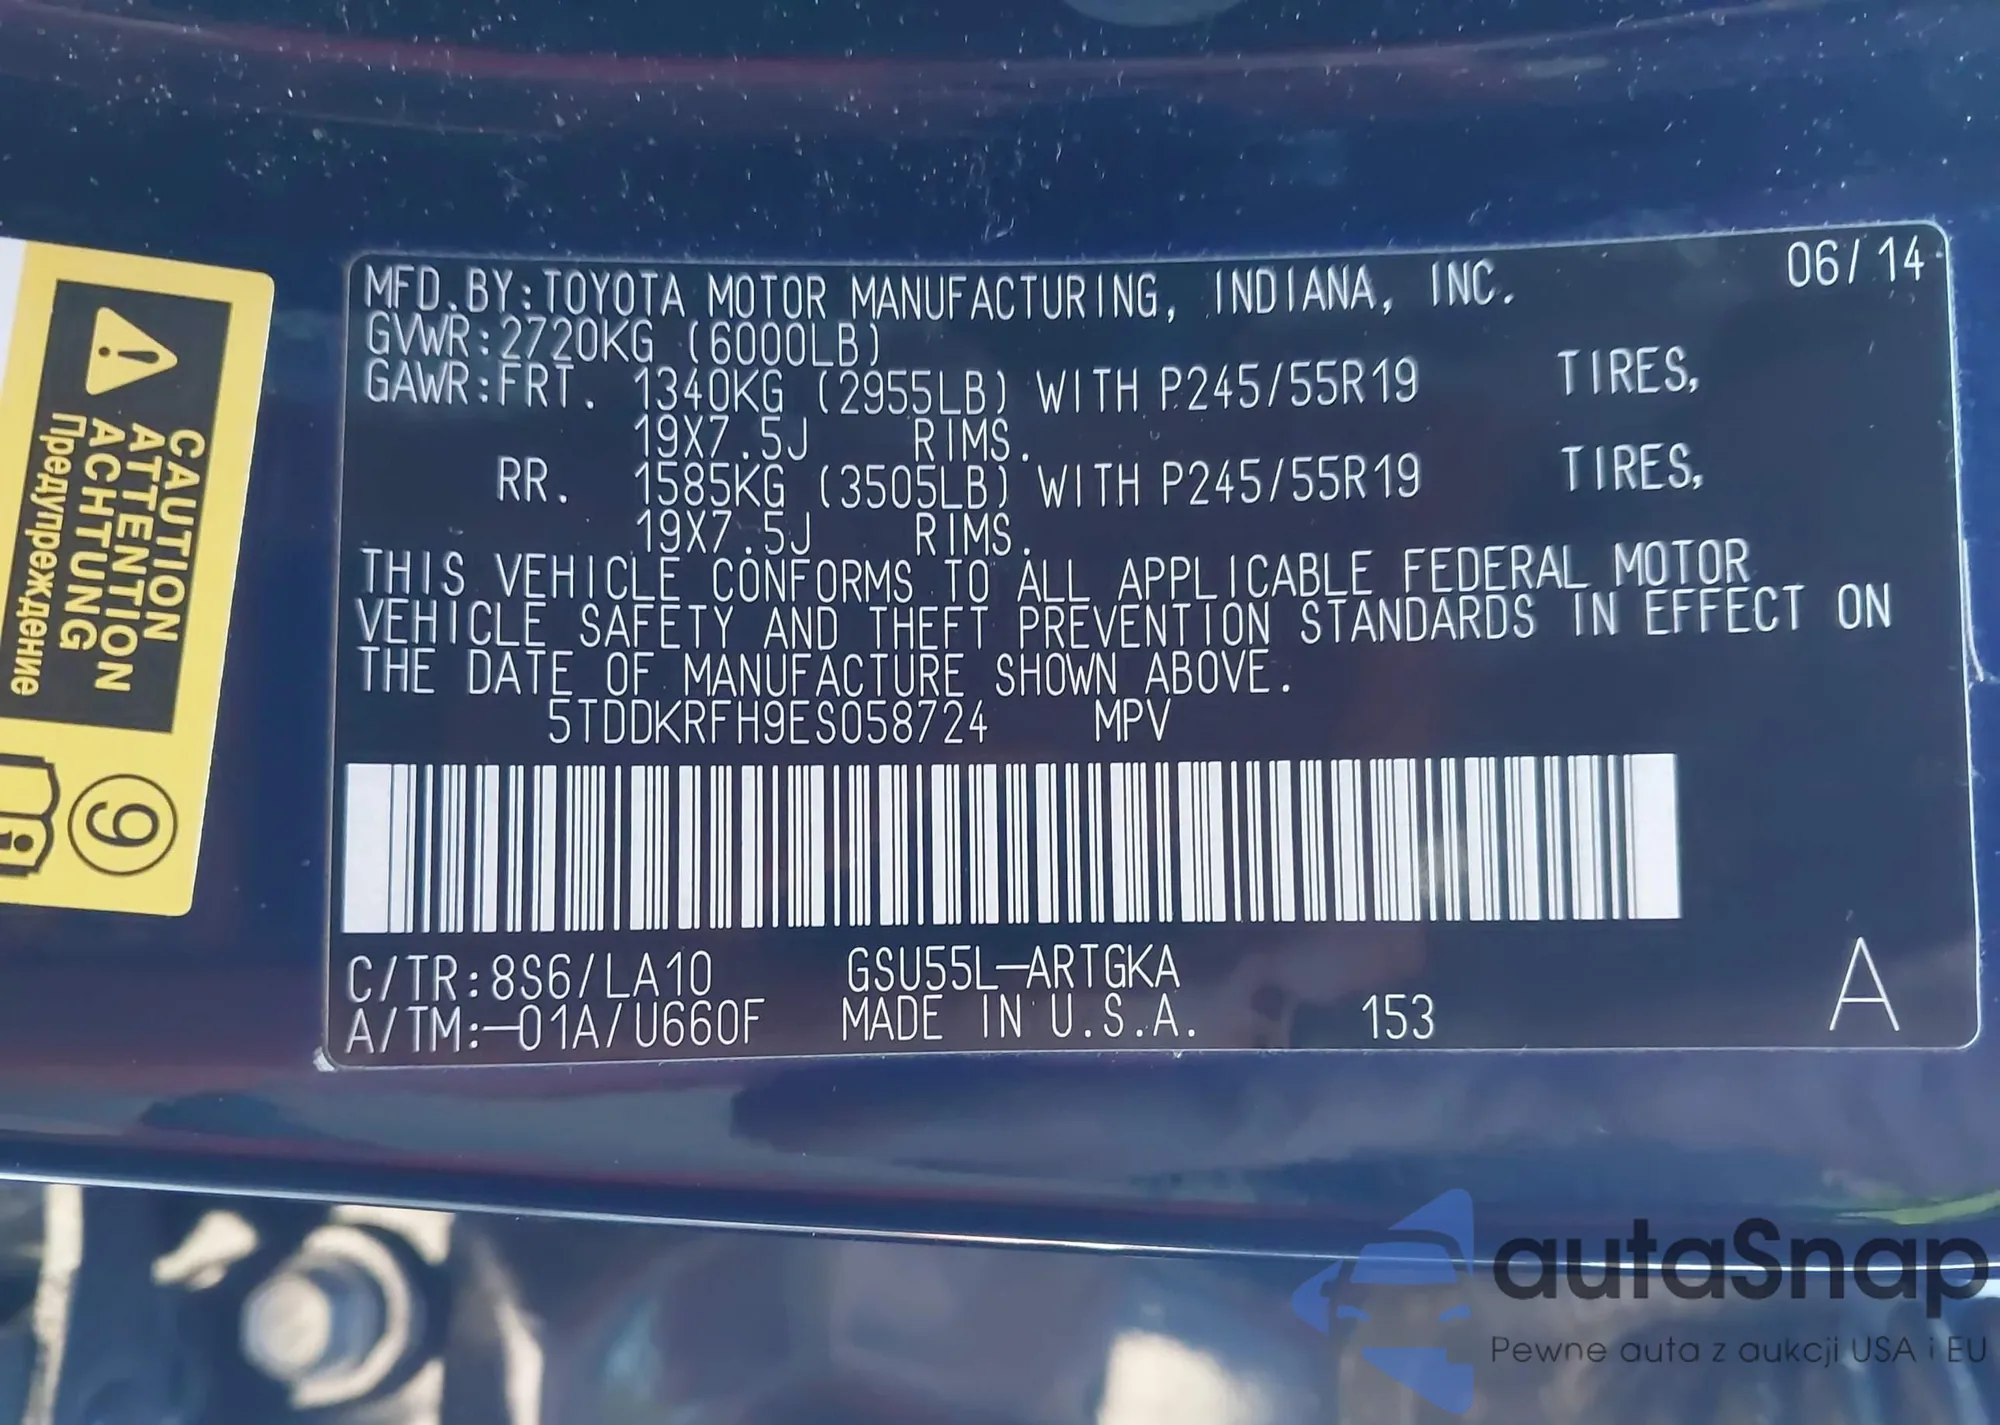 CAUTION
ATTENTION
ACHTUNG
Предупреждение
9
MFD.BY:TOYOTA MOTOR MANUFACTURING, INDIANA, INC. 06/14
GVWR:2720KG (6000LB)
GAWR:FRT. 1340KG (2955LB) WITH P245/55R19 TIRES,
19X7.5J RIMS.
RR. 1585KG (3505LB) WITH P245/55R19 TIRES,
19X7.5J RIMS.
THIS VEHICLE CONFORMS TO ALL APPLICABLE FEDERAL MOTOR
VEHICLE SAFETY AND THEFT PREVENTION STANDARDS IN EFFECT ON
THE DATE OF MANUFACTURE SHOWN ABOVE.
5TDDKRFH9ES058724 MPV
C/TR:8S6/LA10 GSU55L-ARTGKA
A/TM:-01A/U660F MADE IN U.S.A. 153 A
autaSnap
Pewne auta z aukcji USA i EU